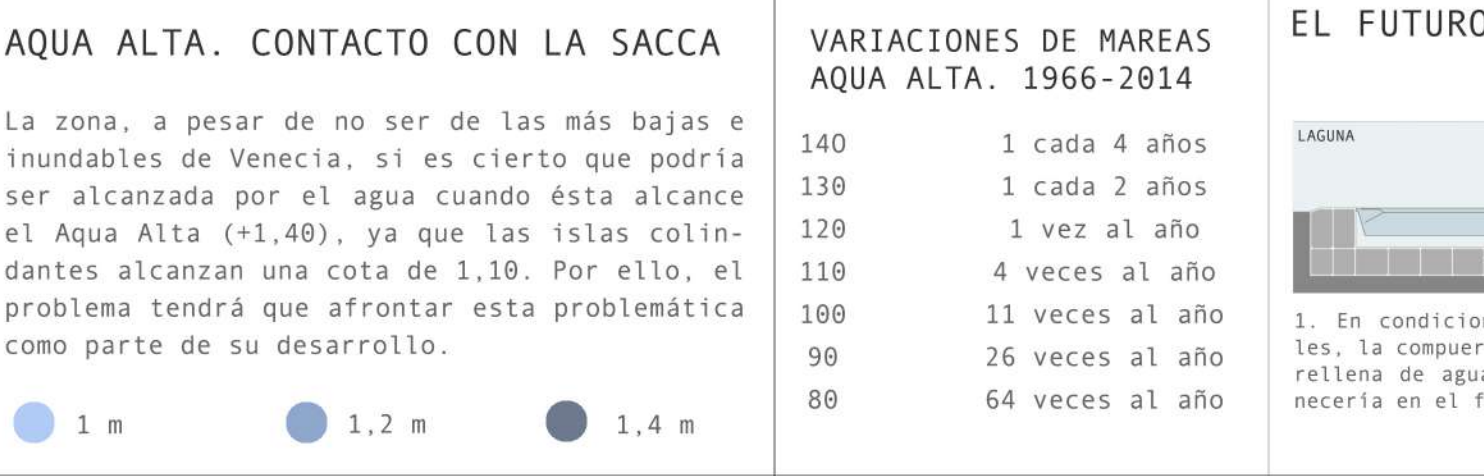 AQUA ALTA. CONTACTO CON LA SACCA
La zona, a pesar de no ser de las más bajas e
inundables de Venecia, si es cierto que podría
ser alcanzada por el agua cuando ésta alcance
el Aqua Alta (+1,40), ya que las islas colin-
dantes alcanzan una cota de 1,10. Por ello, el
problema tendrá que afrontar esta problemática
como parte de su desarrollo.
1 m
1,2 m
1,4 m
VARIACIONES DE MAREAS
AQUA ALTA. 1966-2014
140 1 cada 4 años
130 1 cada 2 años
120 1 vez al año
110 4 veces al año
100 11 veces al año
90 26 veces al año
80 64 veces al año
EL FUTURO
LAGUNA
1. En
les, la
rellena de
necería en el